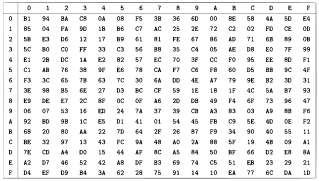 0 1 2 3 4 5 6 7 8 9 A B C D E F
0 B1 94 BA C8 0A 08 F5 3B 36 6D 00 8E 58 4A 5D E4
1 85 04 FA 9D 1B B6 C7 AC 25 2E 72 C2 02 FD CE 0D
2 5B E3 D6 12 17 B9 61 81 FE 67 86 AD 71 6B 89 0B
3 5C B0 C0 FF 33 C3 56 B8 35 C4 05 AE D8 E0 7F 99
4 E1 2B DC 1A E2 82 57 EC 70 3F CC F0 95 EE 8D F1
5 C1 AB 76 38 9F E6 78 CA F7 C6 F8 60 D5 BB 9C 4F
6 F3 3C 65 7B 63 7C 30 6A DD 4E A7 79 9E B2 3D 31
7 3E 98 B5 6E 27 D3 BC CF 59 1E 18 1F 4C 5A B7 93
8 E9 DE E7 2C 8F 0C 0F A6 2D DB 49 F4 6F 73 96 47
9 06 07 53 16 ED 24 7A 37 39 CB A3 83 03 A9 8B F6
A 92 BD 9B 1C E5 D1 41 01 54 45 FB C9 5E 4D 0E F2
B 68 20 80 AA 22 7D 64 2F 26 87 F9 34 90 40 55 11
C BE 32 97 13 43 FC 9A 48 A0 2A 88 5F 19 4B 09 A1
D 7E CD A4 D0 15 44 AF 8C A5 84 50 BF 66 D2 E8 8A
E A2 D7 46 52 42 A8 DF B3 69 74 C5 51 EB 23 29 21
F D4 EF D9 B4 3A 62 28 75 91 14 10 EA 77 6C DA 1D